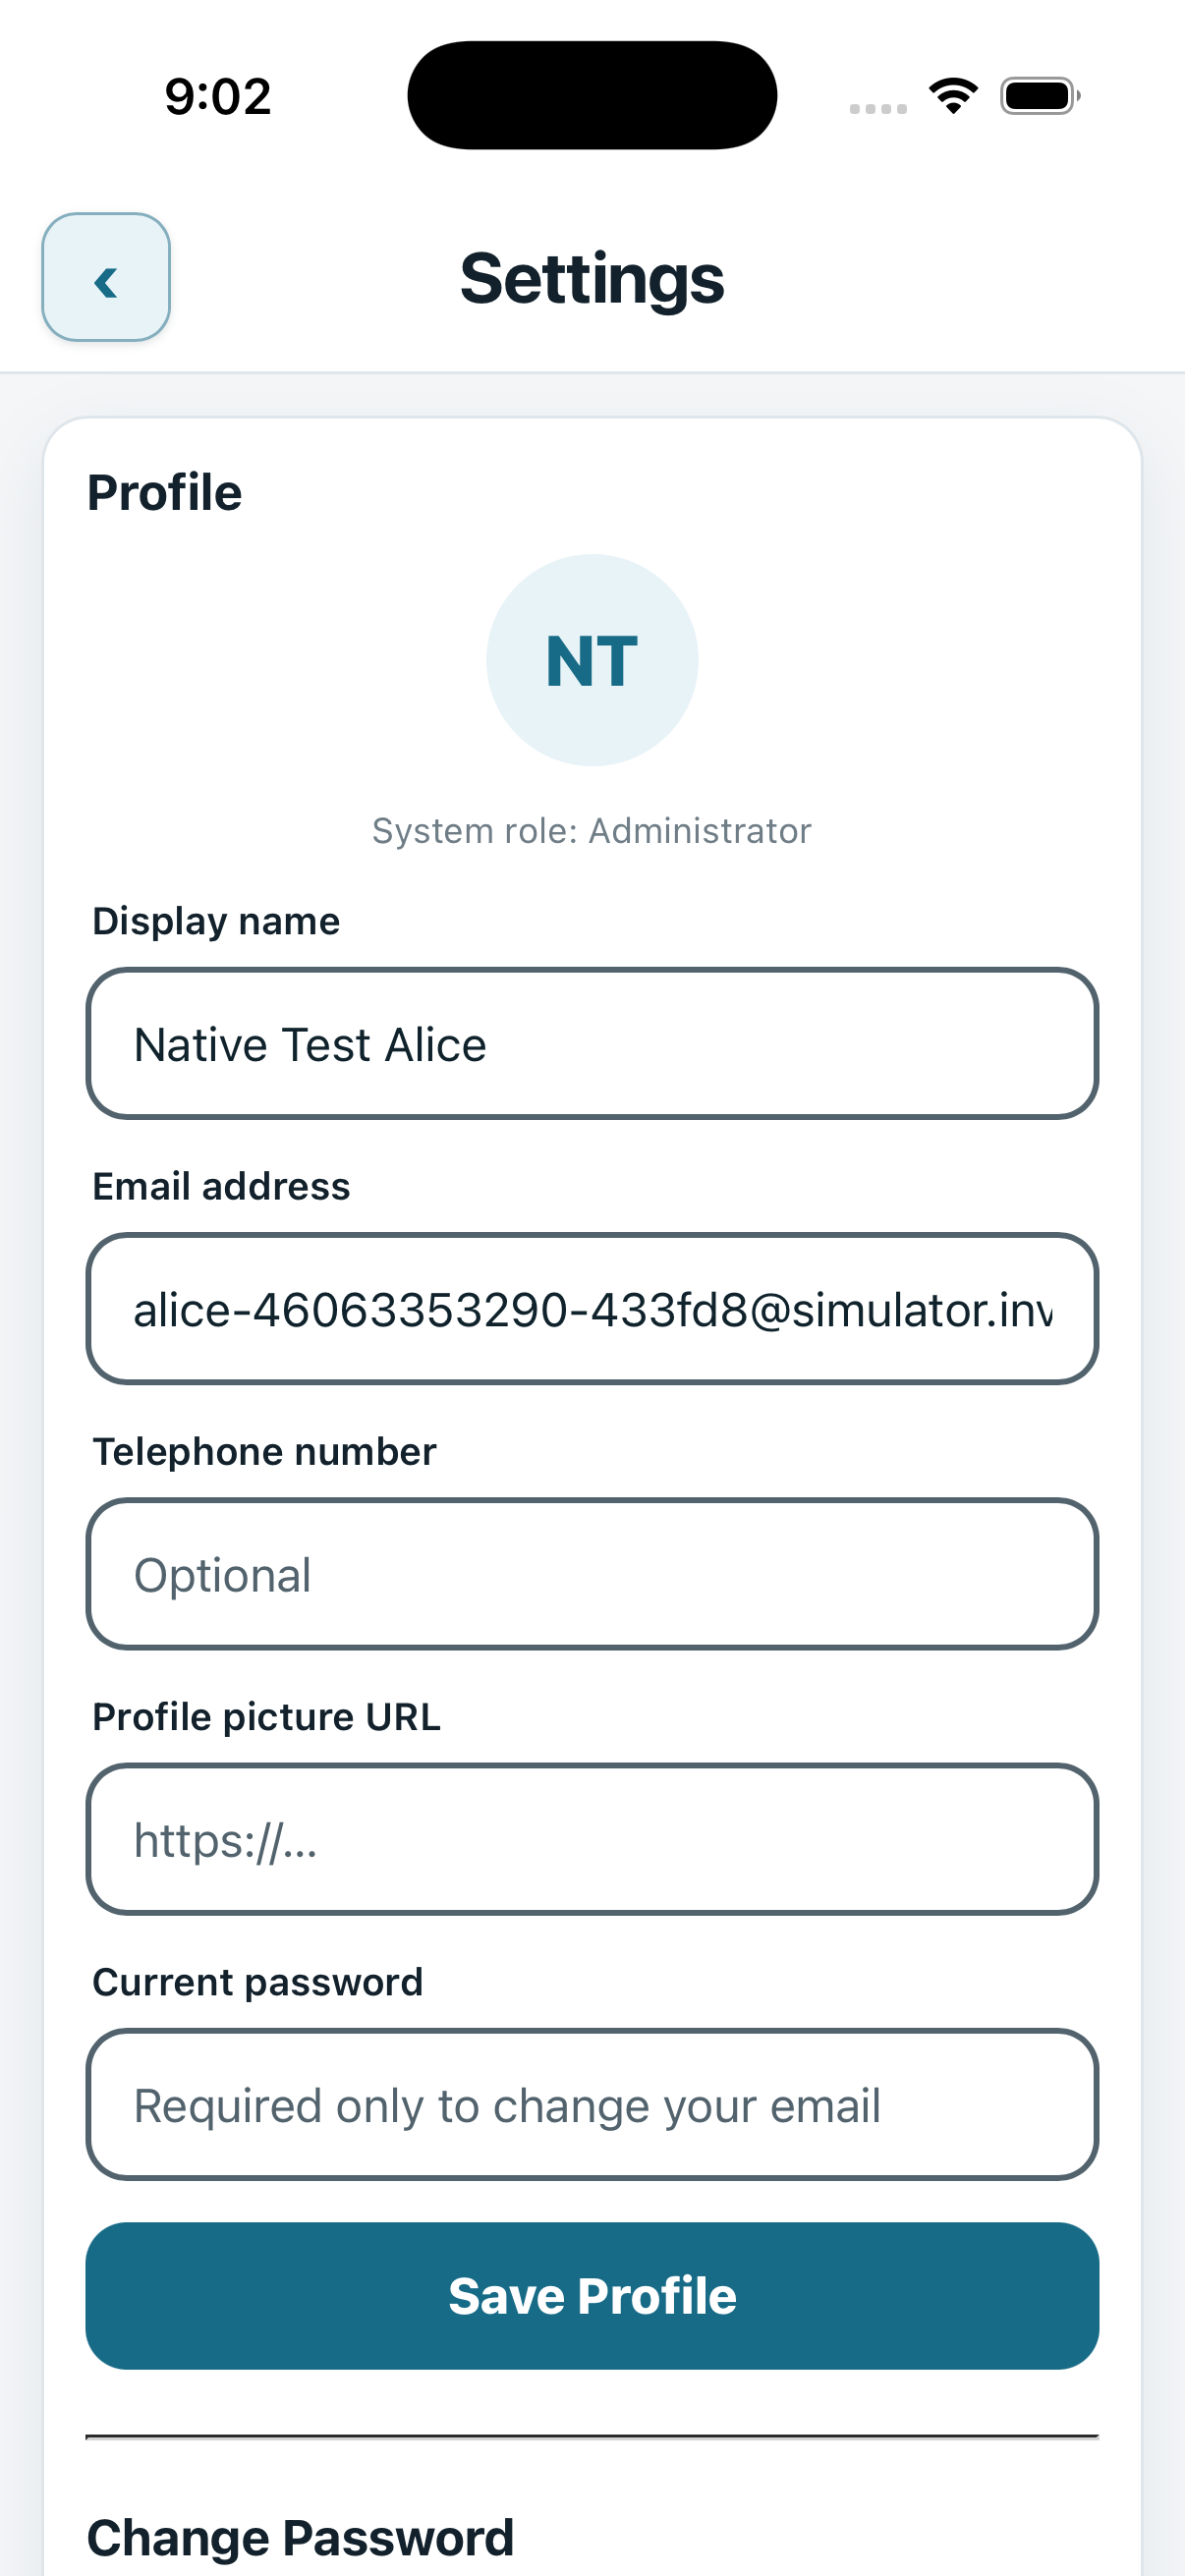 9:02
Settings
Profile
NT
System role: Administrator
Display name
Native Test Alice
Email address
alice-46063353290-433fd8@simulator.inv
Telephone number
Optional
Profile picture URL
https://...
Current password
Required only to change your email
Save Profile
Change Password